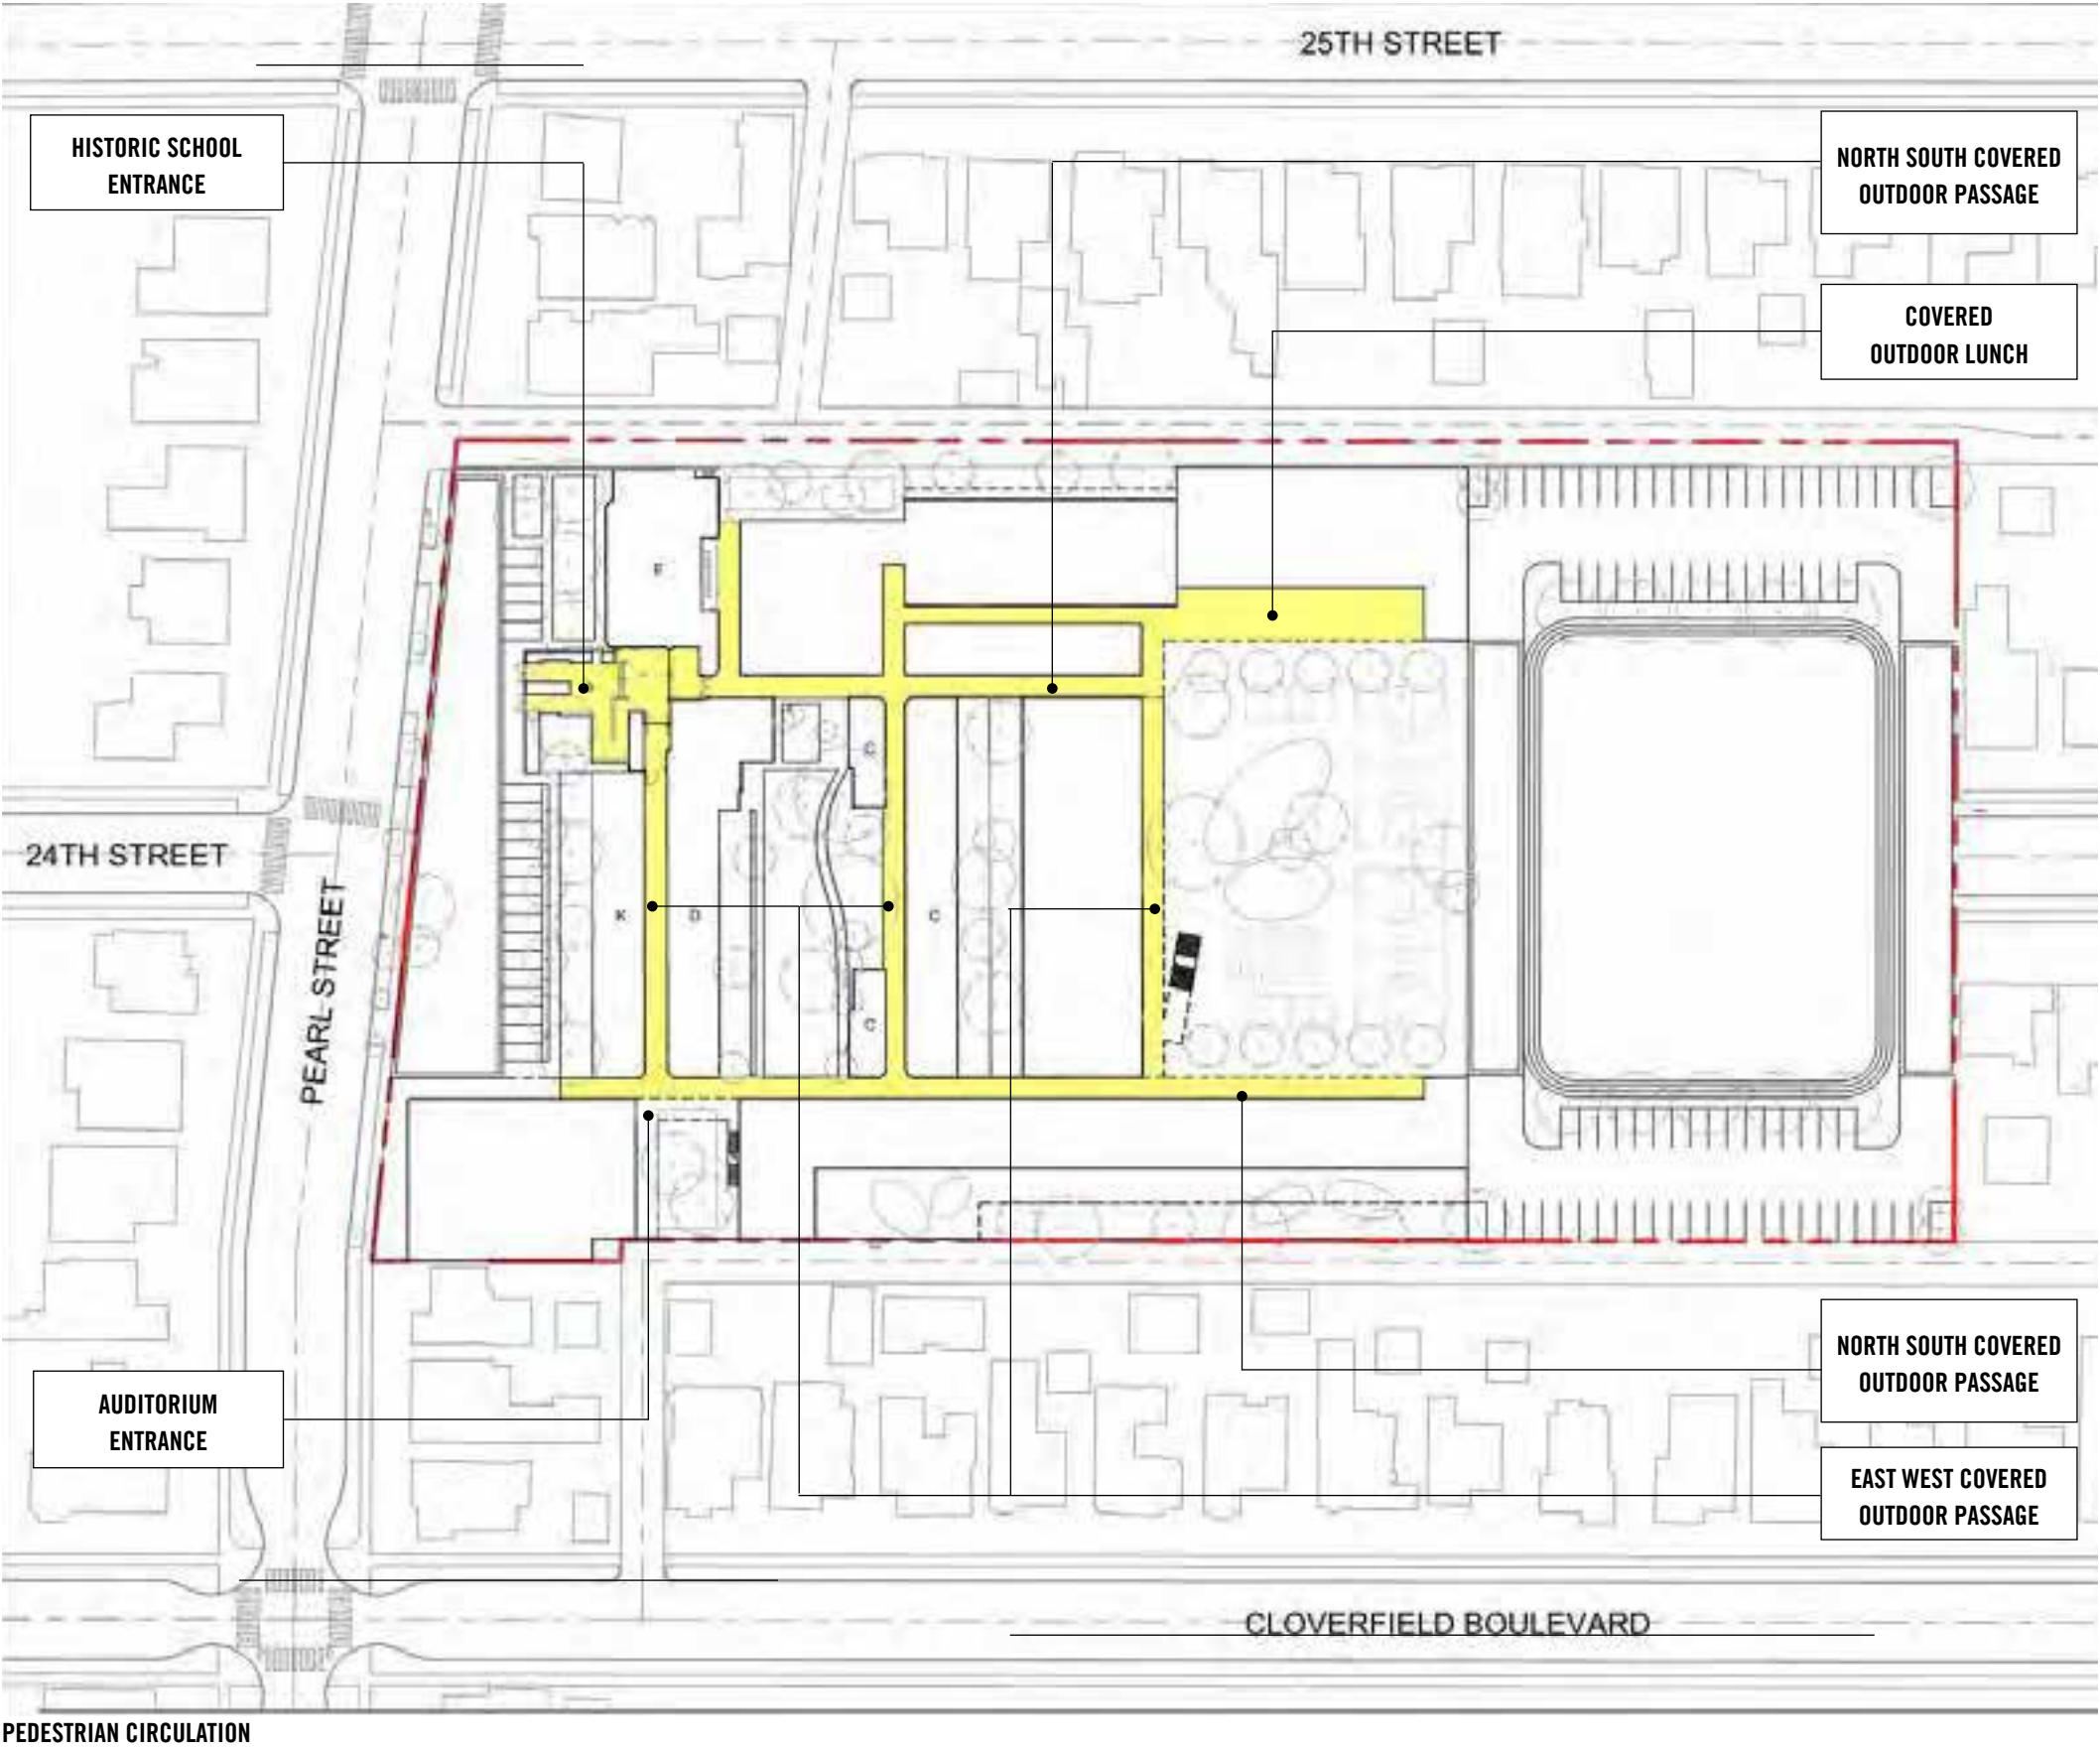 25TH STREET
HISTORIC SCHOOL
ENTRANCE
NORTH SOUTH COVERED
OUTDOOR PASSAGE
COVERED
OUTDOOR LUNCH
C
24TH STREET
PEARL STREET
K
D
C
C
AUDITORIUM
ENTRANCE
NORTH SOUTH COVERED
OUTDOOR PASSAGE
EAST WEST COVERED
OUTDOOR PASSAGE
CLOVERFIELD BOULEVARD
PEDESTRIAN CIRCULATION